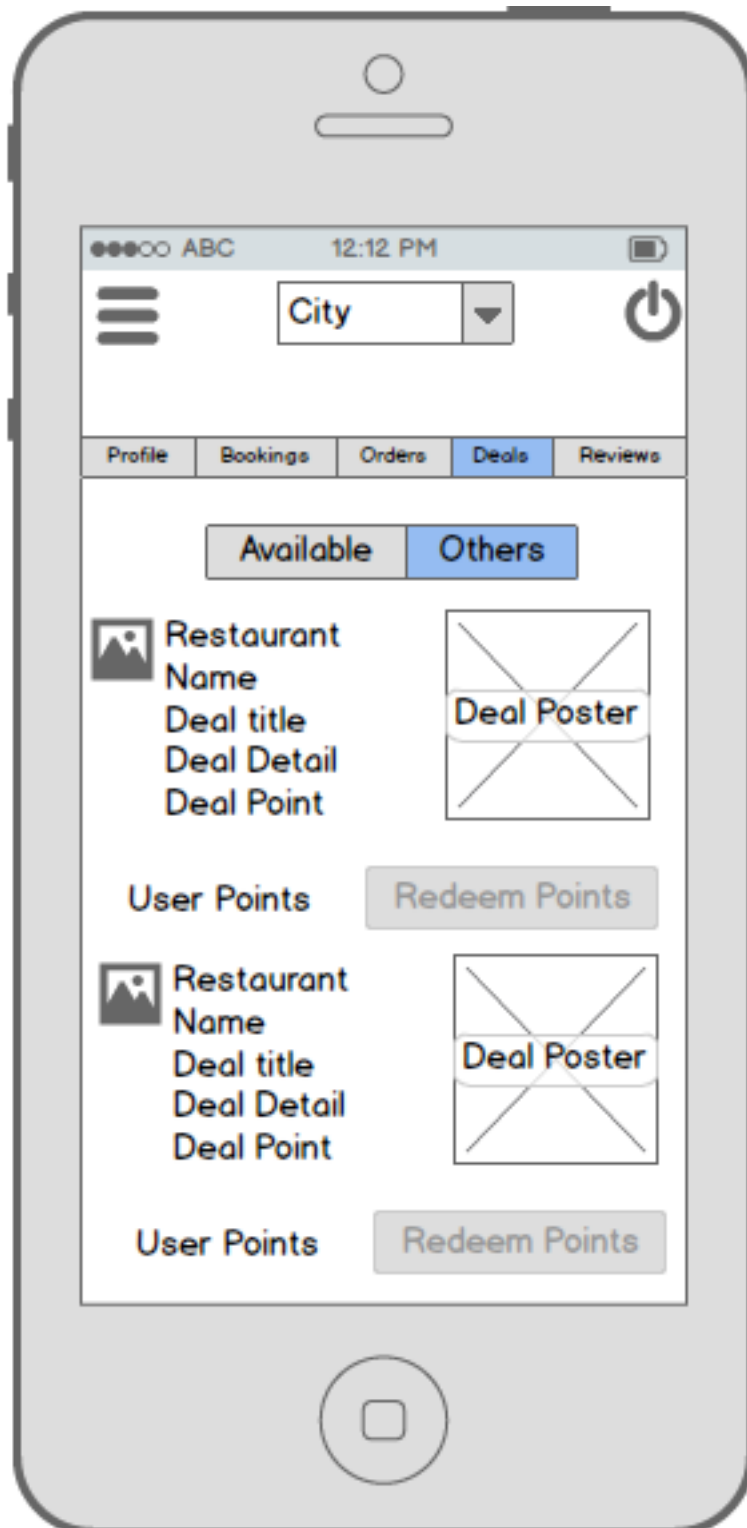 ABC 12:12 PM
City
Profile Bookings Orders Deals Reviews
Available Others
Restaurant
Name
Deal title
Deal Detail
Deal Point
Deal Poster
User Points Redeem Points
Restaurant
Name
Deal title
Deal Detail
Deal Point
Deal Poster
User Points Redeem Points